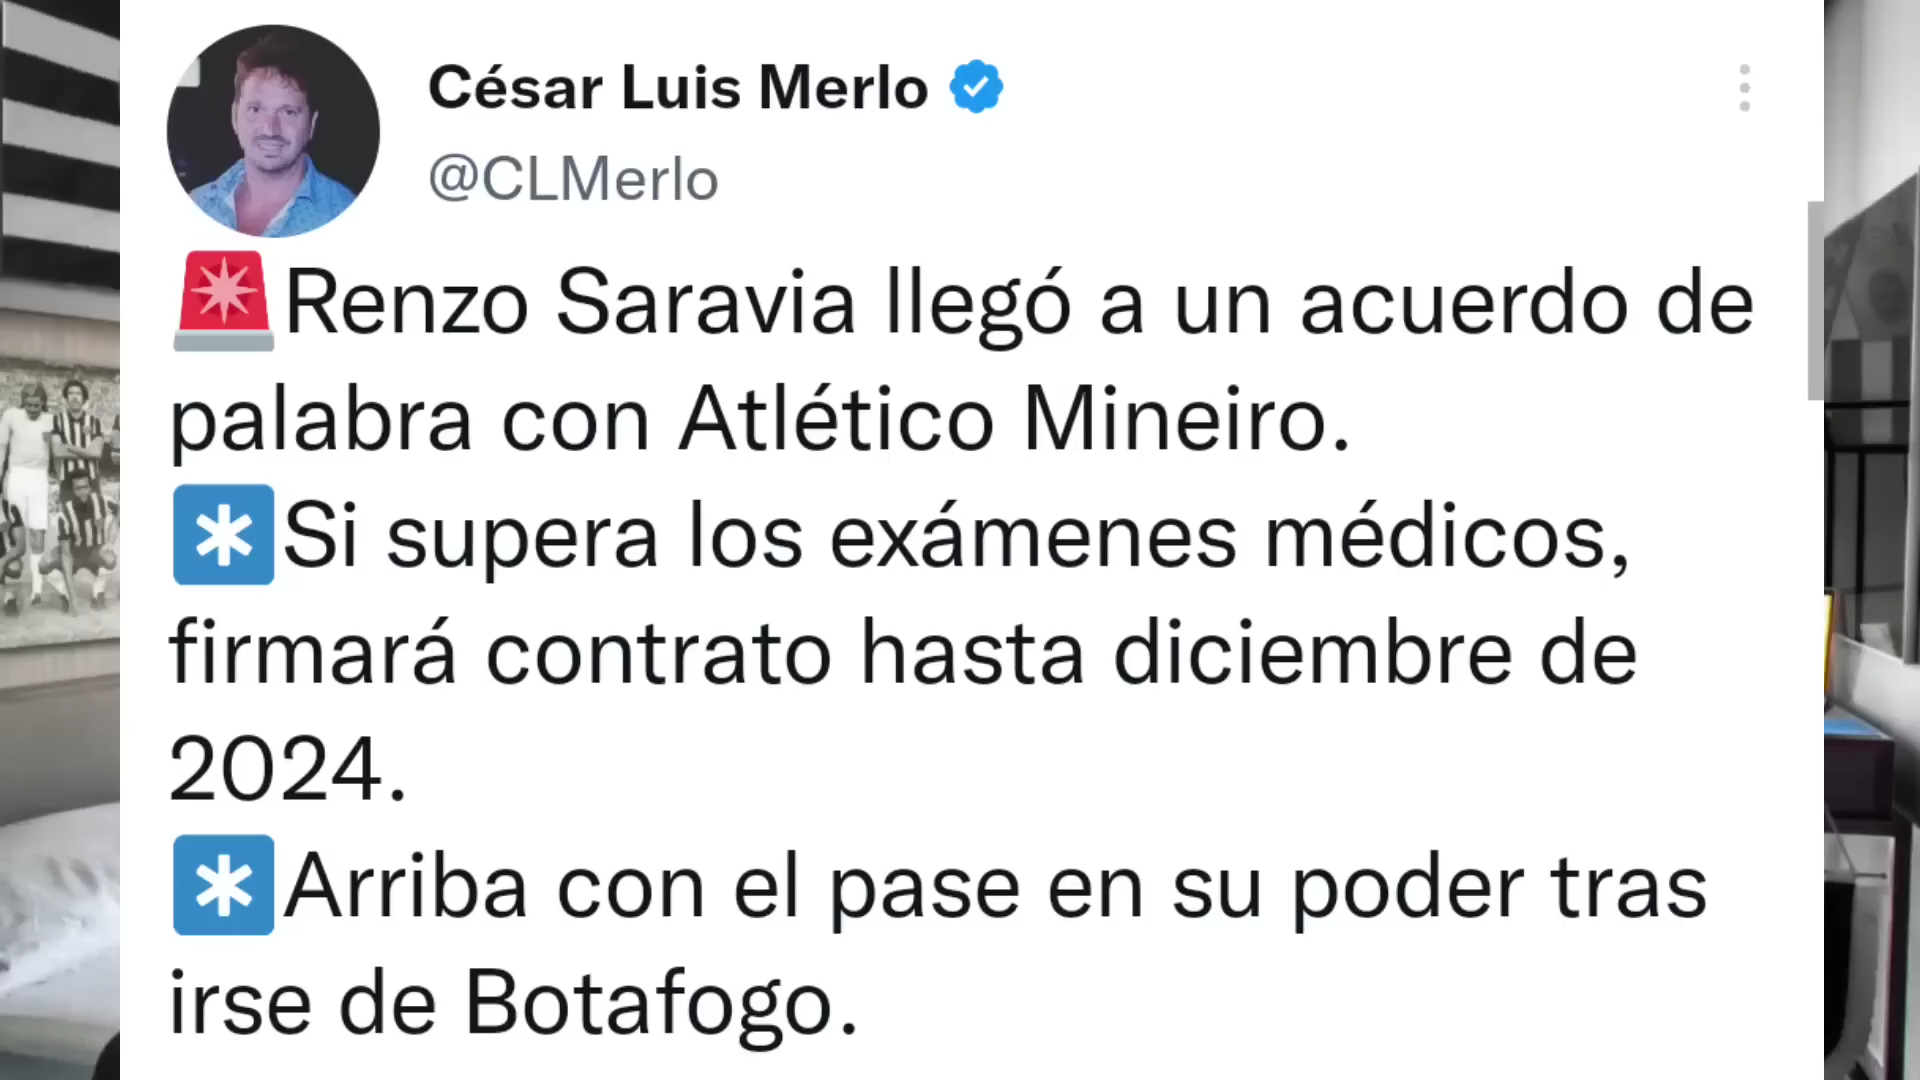 César Luis Merlo
@CLMerlo
🚨Renzo Saravia llegó a un acuerdo de
palabra con Atlético Mineiro.
*️⃣Si supera los exámenes médicos,
firmará contrato hasta diciembre de
2024.
*️⃣Arriba con el pase en su poder tras
irse de Botafogo.